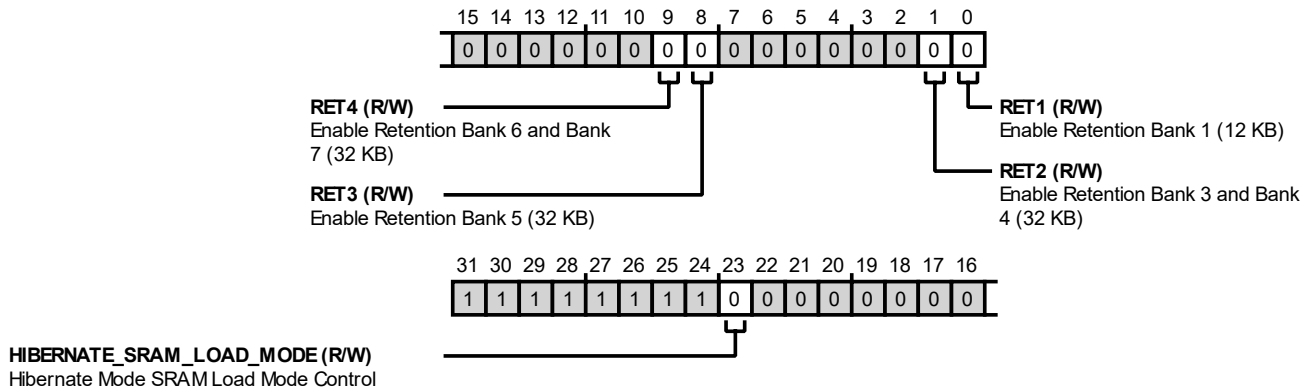 15 14 13 12 11 10 9 8 7 6 5 4 3 2 1 0
0 0 0 0 0 0 0 0 0 0 0 0 0 0 0 0
RET4 (R/W)
Enable Retention Bank 6 and Bank
7 (32 KB)
RET3 (R/W)
Enable Retention Bank 5 (32 KB)
RET1 (R/W)
Enable Retention Bank 1 (12 KB)
RET2 (R/W)
Enable Retention Bank 3 and Bank
4 (32 KB)
31 30 29 28 27 26 25 24 23 22 21 20 19 18 17 16
1 1 1 1 1 1 1 1 0 0 0 0 0 0 0 0
HIBERNATE_SRAM_LOAD_MODE (R/W)
Hibernate Mode SRAM Load Mode Control